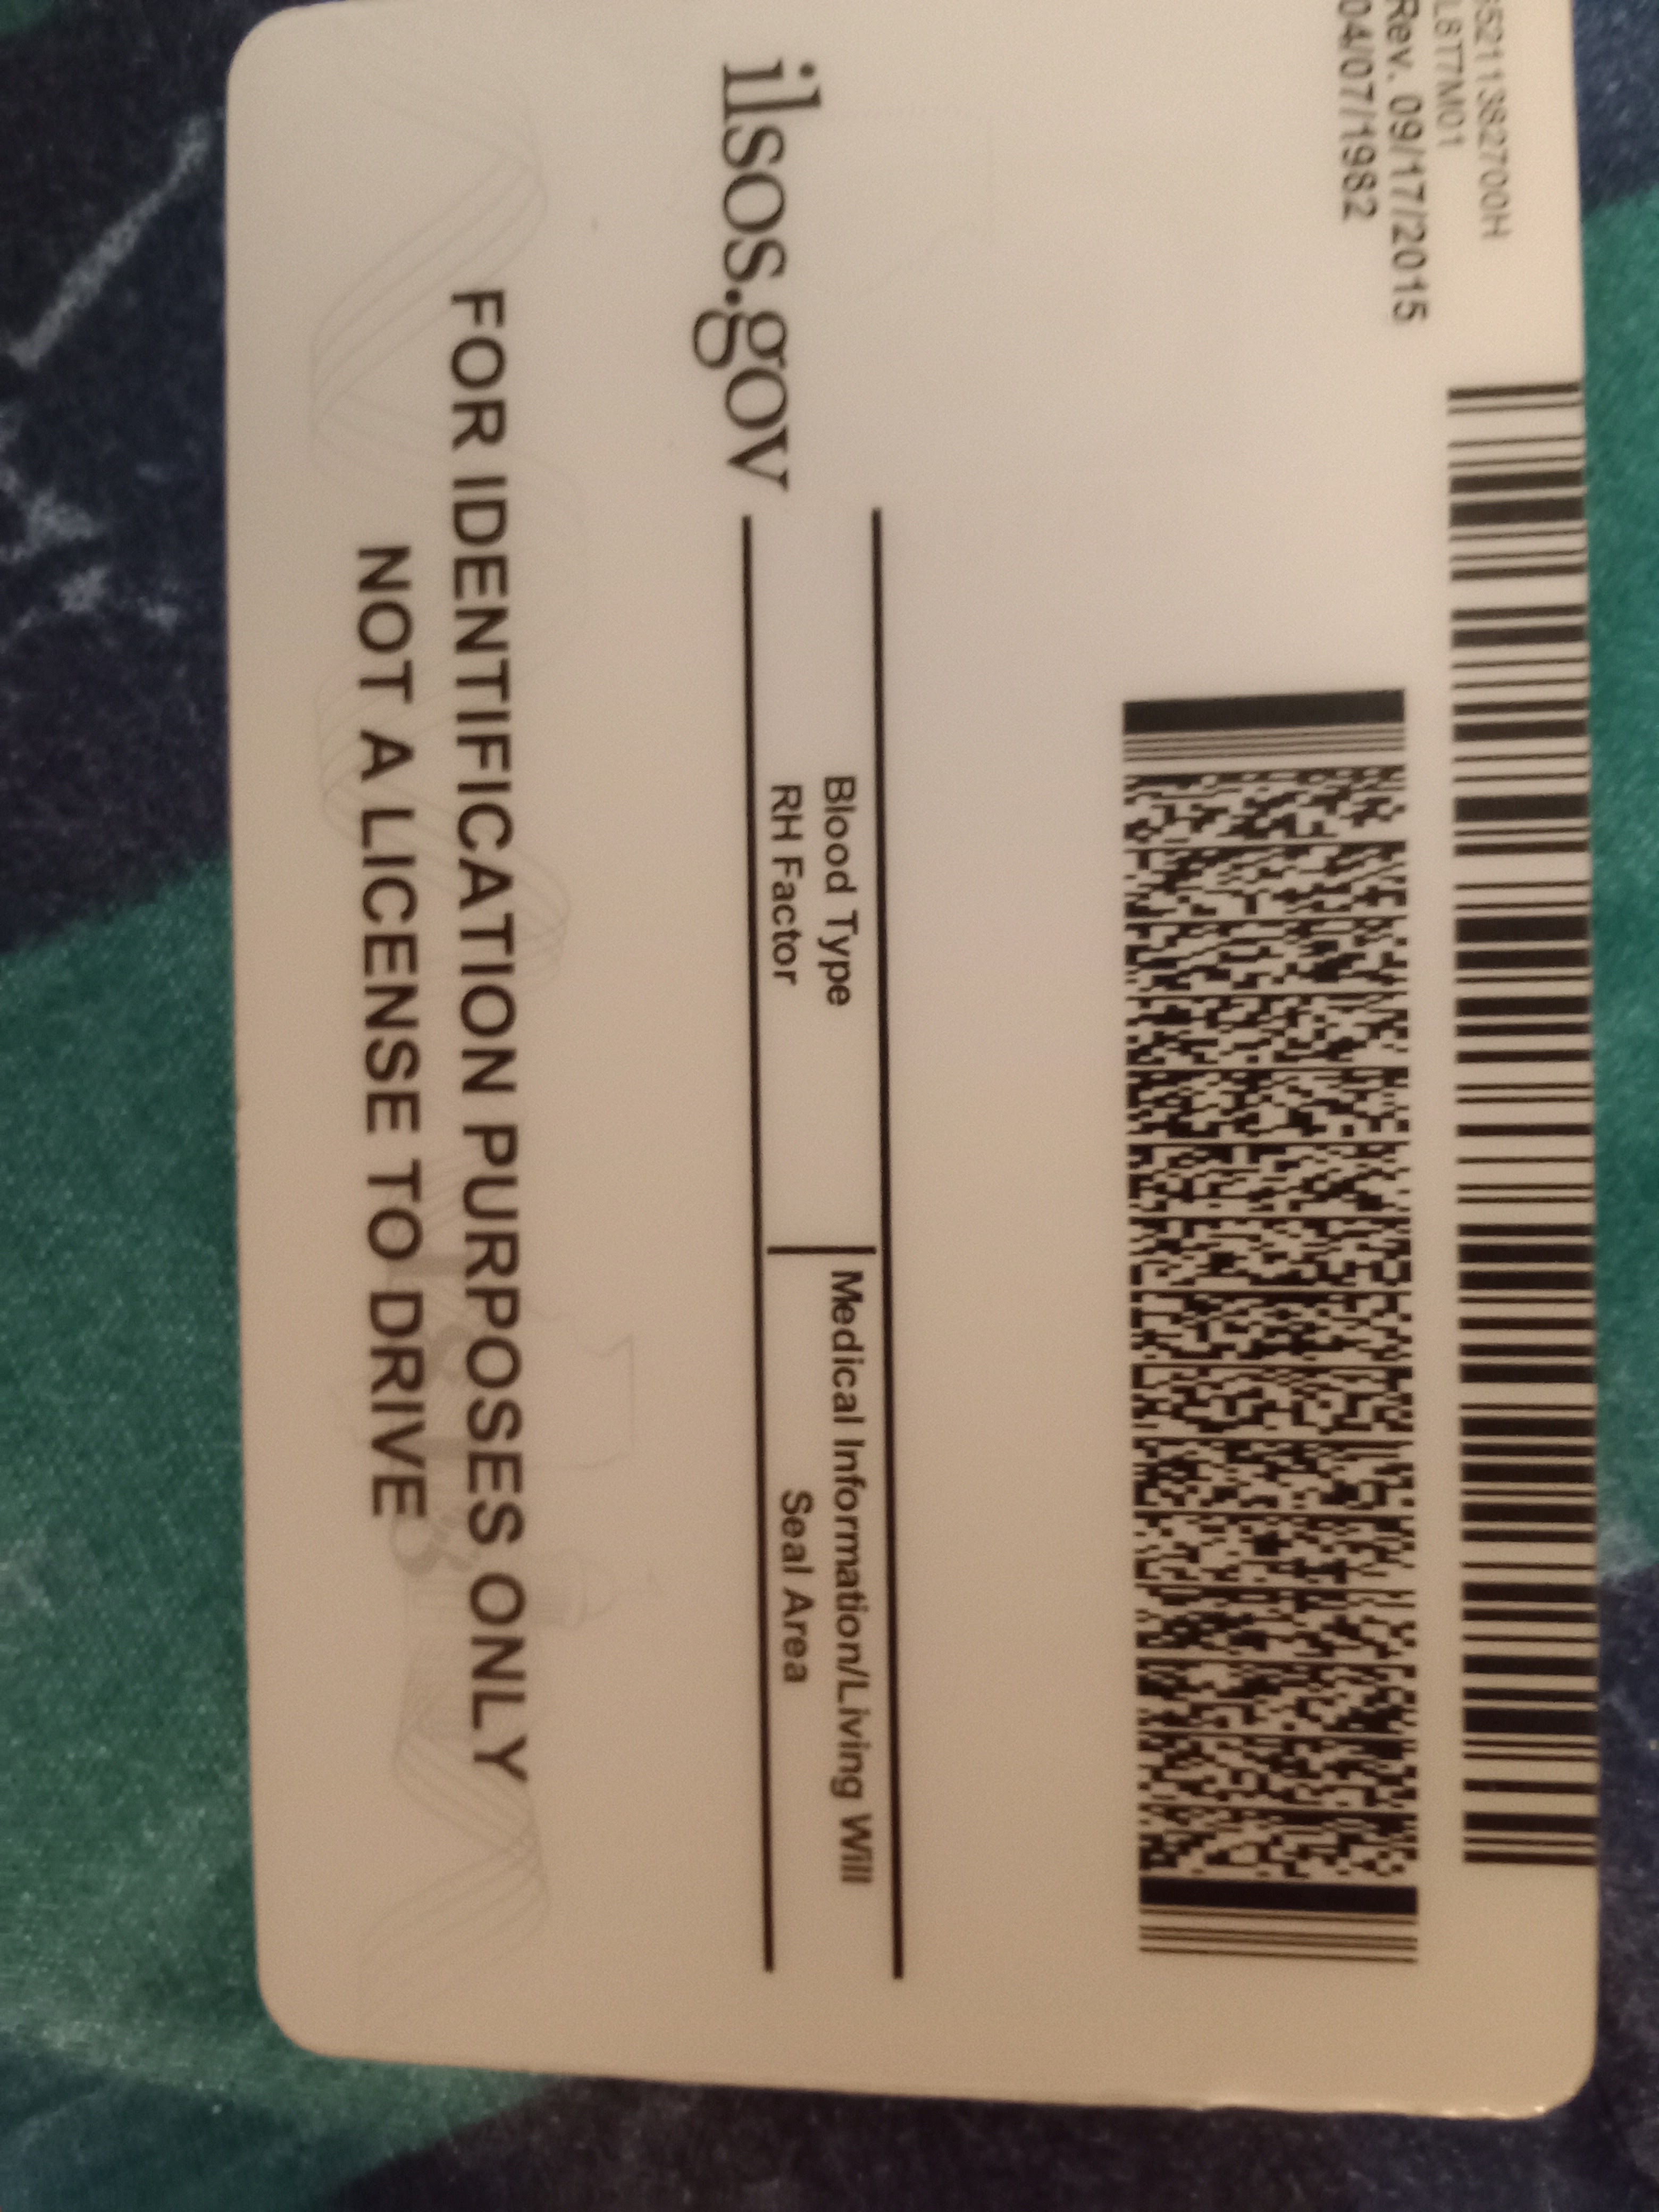 L8T7M01
Rev. 09/17/2015
04/07/1982
ilsos.gov
Blood Type
RH Factor
Medical Information/Living Will
Seal Area
FOR IDENTIFICATION PURPOSES ONLY
NOT A LICENSE TO DRIVE